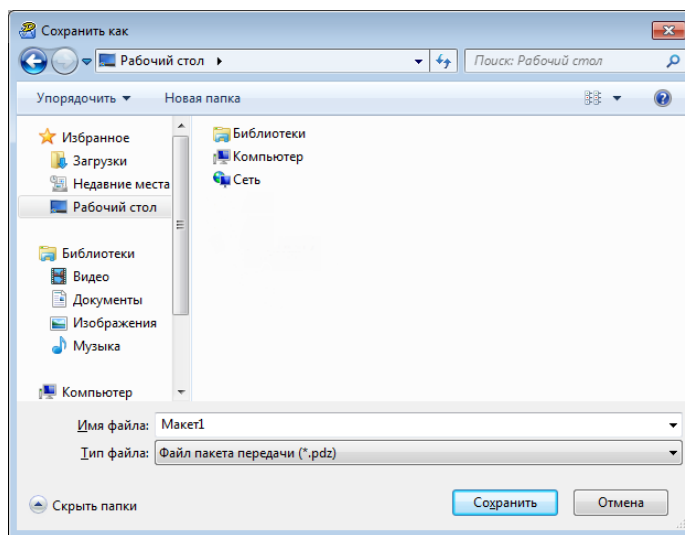 Сохранить как
Рабочий стол
Поиск: Рабочий стол
Упорядочить
Новая папка
Избранное
Загрузки
Недавние места
Рабочий стол
Библиотеки
Видео
Документы
Изображения
Музыка
Компьютер
Библиотеки
Компьютер
Сеть
Имя файла: Макет1
Тип файла: Файл пакета передачи (*.pdz)
Скрыть папки
Сохранить
Отмена